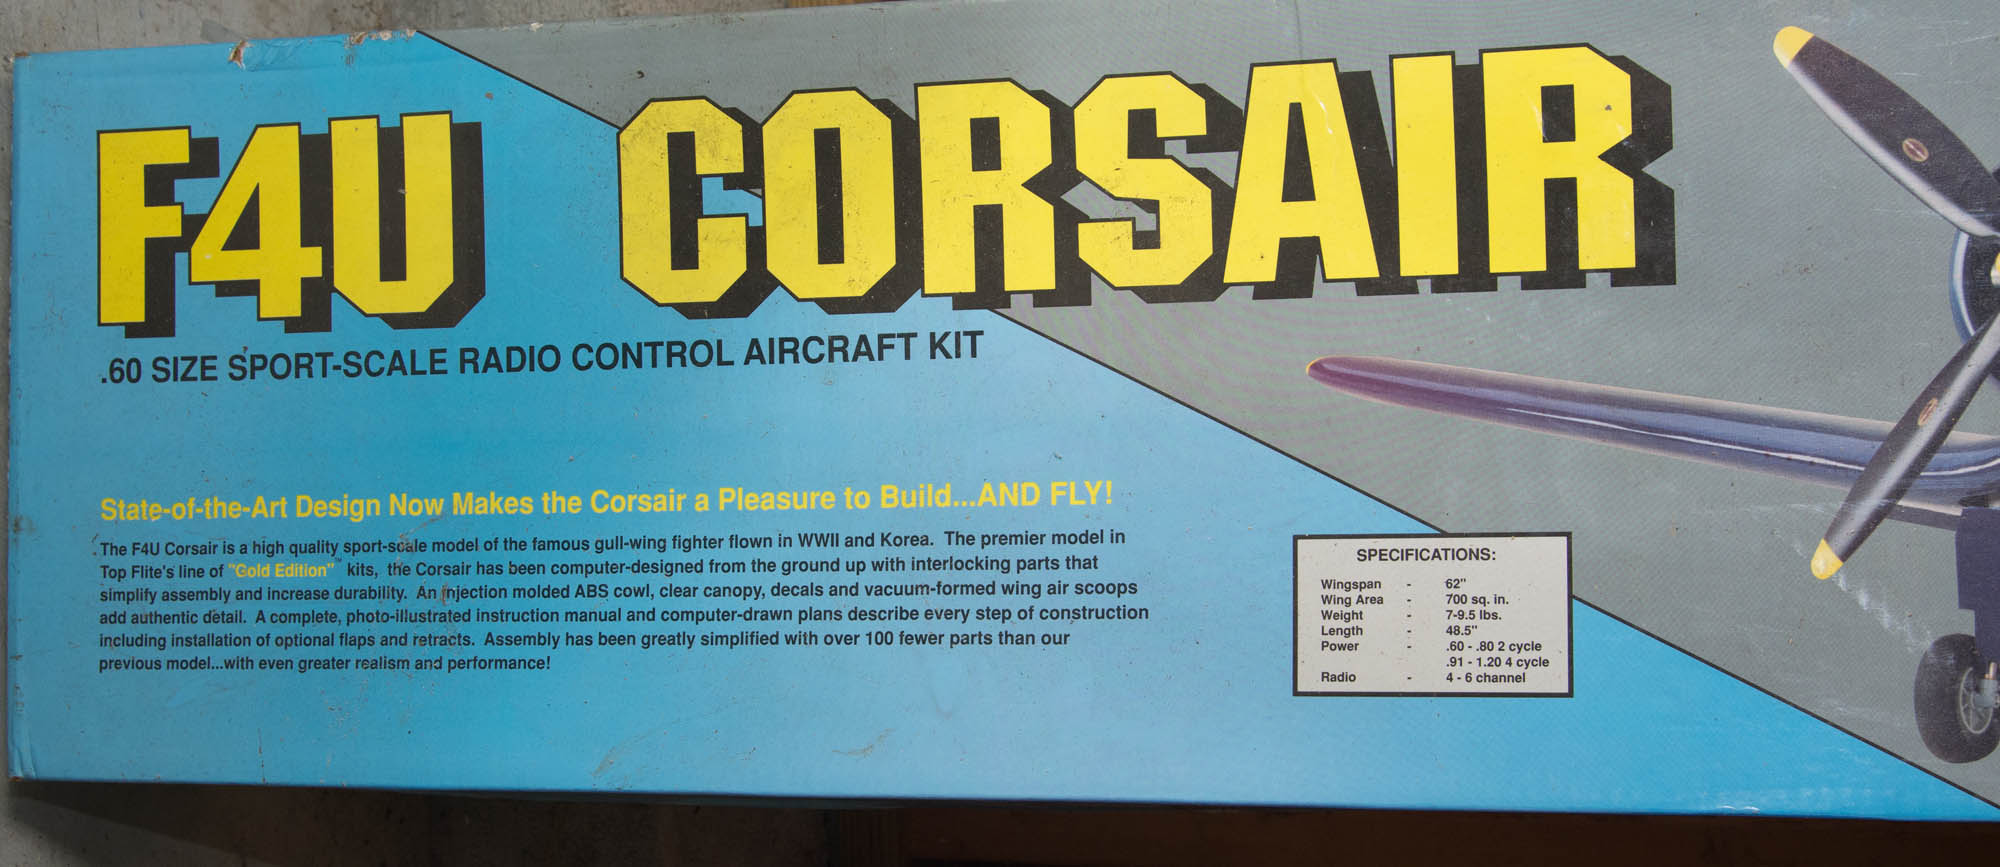 F4U CORSAIR
.60 SIZE SPORT-SCALE RADIO CONTROL AIRCRAFT KIT
State-of-the-Art Design Now Makes the Corsair a Pleasure to Build...AND FLY!
The F4U Corsair is a high quality sport-scale model of the famous gull-wing fighter flown in WWII and Korea. The premier model in
Top Flite's line of "Gold Edition"™ kits, the Corsair has been computer-designed from the ground up with interlocking parts that
simplify assembly and increase durability. An injection molded ABS cowl, clear canopy, decals and vacuum-formed wing air scoops
add authentic detail. A complete, photo-illustrated instruction manual and computer-drawn plans describe every step of construction
including installation of optional flaps and retracts. Assembly has been greatly simplified with over 100 fewer parts than our
previous model...with even greater realism and performance!
SPECIFICATIONS:
Wingspan - 62"
Wing Area - 700 sq. in.
Weight - 7-9.5 lbs.
Length - 48.5"
Power - .60 - .80 2 cycle
.91 - 1.20 4 cycle
Radio - 4 - 6 channel